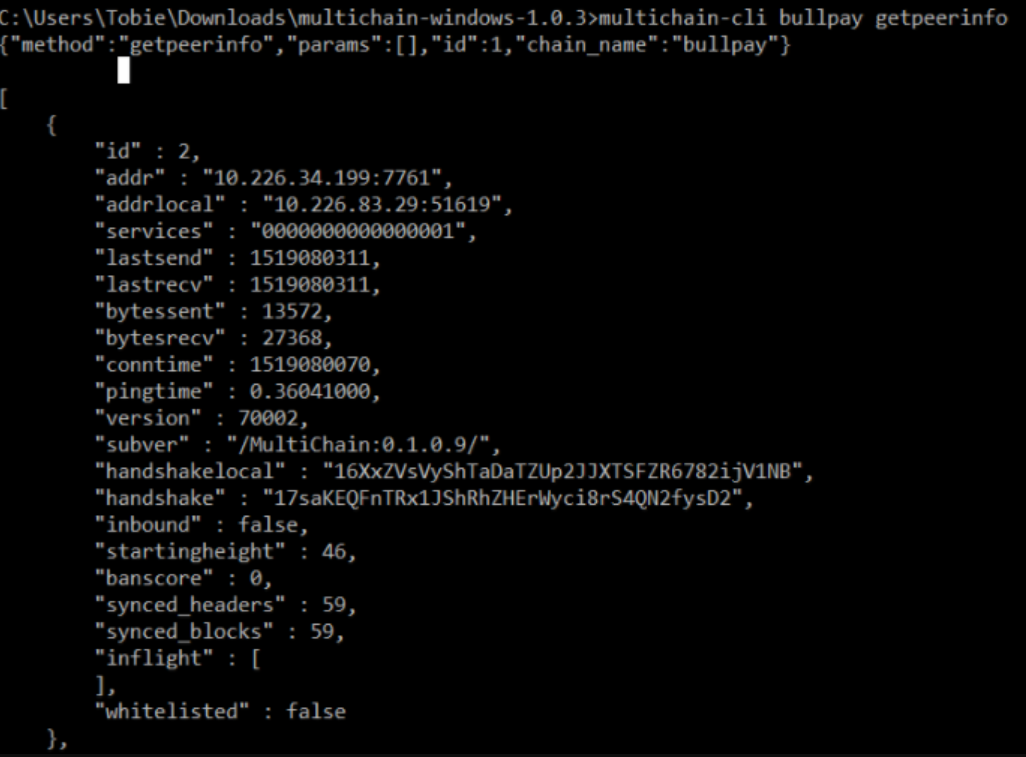 C:\Users\Tobie\Downloads\multichain-windows-1.0.3>multichain-cli bullpay getpeerinfo
{"method":"getpeerinfo","params":[],"id":1,"chain_name":"bullpay"}
[
    {
        "id" : 2,
        "addr" : "10.226.34.199:7761",
        "addrlocal" : "10.226.83.29:51619",
        "services" : "0000000000000001",
        "lastsend" : 1519080311,
        "lastrecv" : 1519080311,
        "bytessent" : 13572,
        "bytesrecv" : 27368,
        "conntime" : 1519080070,
        "pingtime" : 0.36041000,
        "version" : 70002,
        "subver" : "/MultiChain:0.1.0.9/",
        "handshakelocal" : "16XxZVsVyShTaDaTZUp2JJXTSFZR6782ijV1NB",
        "handshake" : "17saKEQFnTRx1JShRhZHErWyci8rS4QN2fysD2",
        "inbound" : false,
        "startingheight" : 46,
        "banscore" : 0,
        "synced_headers" : 59,
        "synced_blocks" : 59,
        "inflight" : [
        ],
        "whitelisted" : false
    },